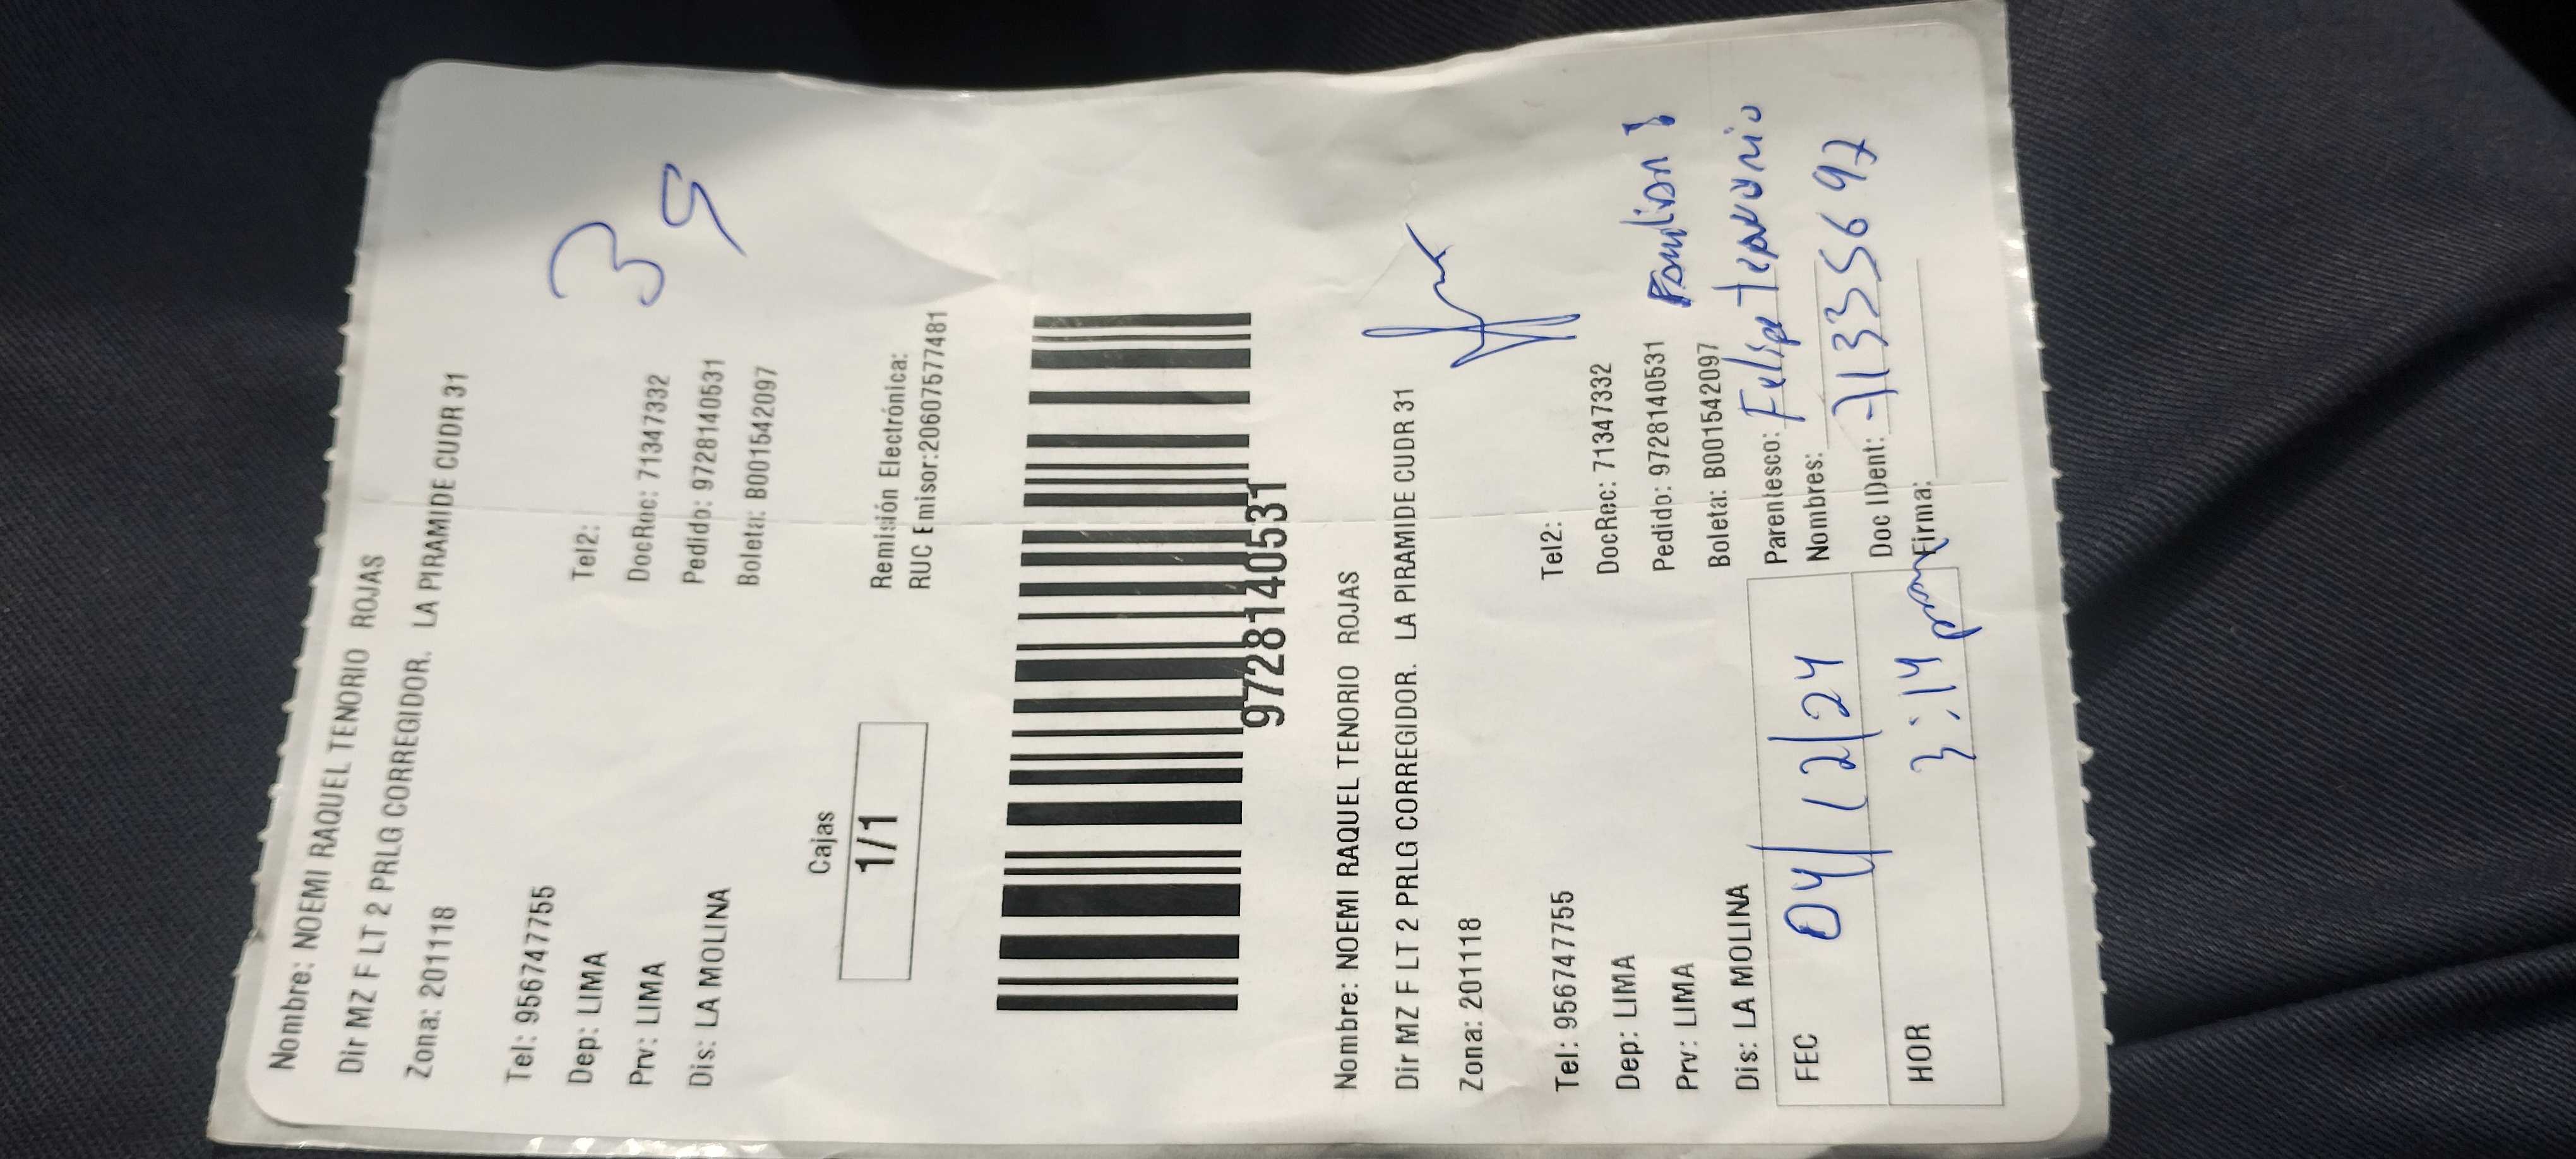 Nombre: NOEMI RAQUEL TENORIO ROJAS
Dir MZ F LT 2 PRLG CORREGIDOR. LA PIRAMIDE CUDR 31
Zona: 201118
Tel: 956747755 Tel2:
Dep: LIMA DocRec: 71347332
Prv: LIMA Pedido: 9728140531
Dis: LA MOLINA Boleta: B001542097
35
Cajas
1/1
Remisión Electrónica:
RUC Emisor:20607577481
9728140531
Nombre: NOEMI RAQUEL TENORIO ROJAS
Dir MZ F LT 2 PRLG CORREGIDOR. LA PIRAMIDE CUDR 31
Zona: 201118
Tel: 956747755 Tel2:
Dep: LIMA DocRec: 71347332
Prv: LIMA Pedido: 9728140531
Dis: LA MOLINA Boleta: B001542097
FEC 04/12/24
HOR 3:14 pm
Parentesco:
Nombres: Felipe
Doc IDent: 71335697
Firma: